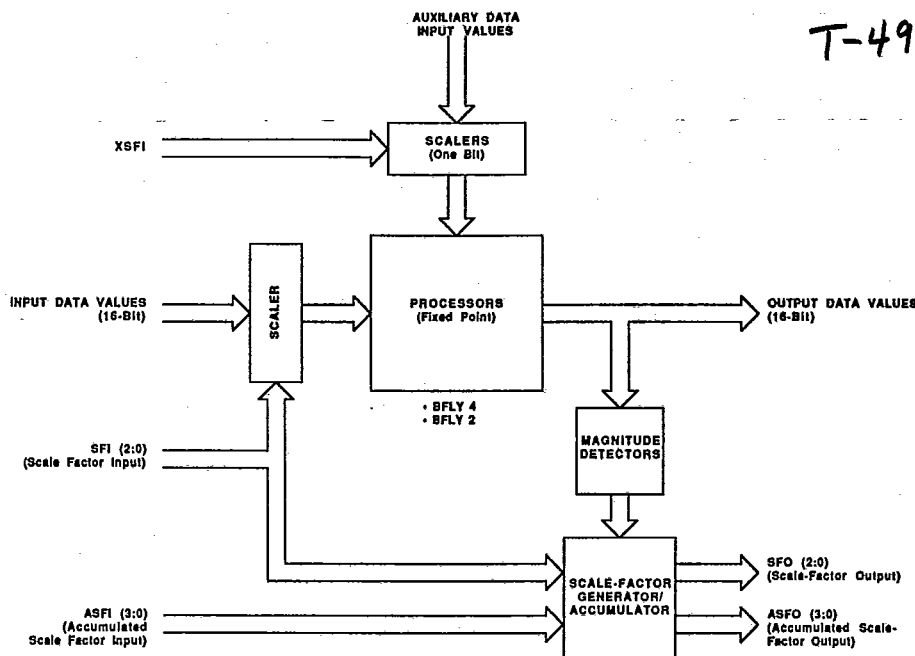 AUXILIARY DATA
INPUT VALUES
T-49
XSFI
SCALERS
(One Bit)
INPUT DATA VALUES
(16-Bit)
SCALER
PROCESSORS
(Fixed Point)
OUTPUT DATA VALUES
(16-Bit)
• BFLY 4
• BFLY 2
MAGNITUDE
DETECTORS
SFI (2:0)
(Scale Factor Input)
SCALE-FACTOR
GENERATOR/
ACCUMULATOR
SFO (2:0)
(Scale-Factor Output)
ASFI (3:0)
(Accumulated
Scale Factor Input)
ASFO (3:0)
(Accumulated Scale-
Factor Output)